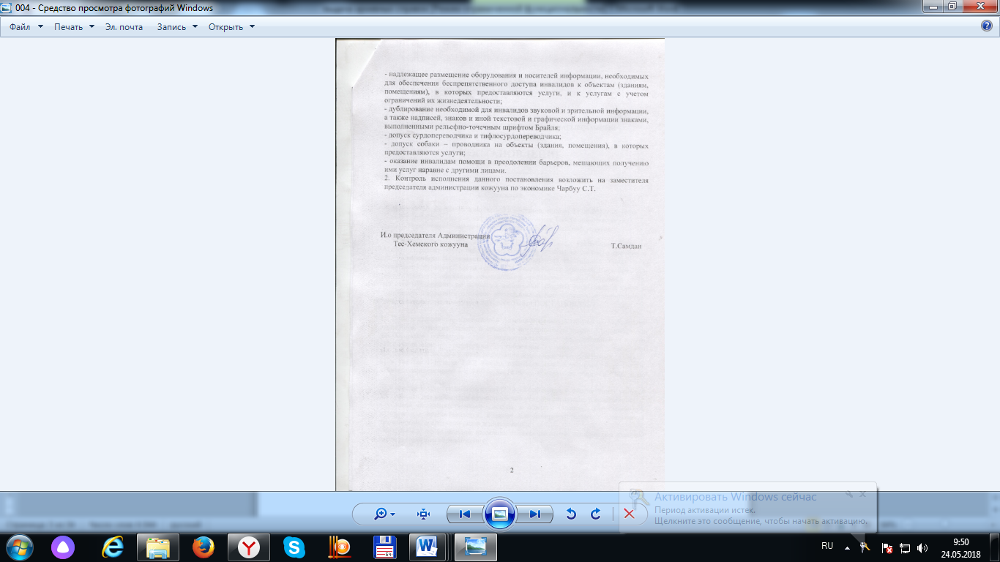 004 - Средство просмотра фотографий Windows
Файл Печать Эл. почта Запись Открыть
- надлежащее размещение оборудования и носителей информации, необходимых
для обеспечения беспрепятственного доступа инвалидов к объектам (зданиям,
помещениям), в которых предоставляются услуги, и к услугам с учетом
ограничений их жизнедеятельности;
- дублирование необходимой для инвалидов звуковой и зрительной информации,
а также надписей, знаков и иной текстовой и графической информации знаками,
выполненными рельефно-точечным шрифтом Брайля;
- допуск сурдопереводчика и тифлосурдопереводчика;
- допуск собаки – проводника на объекты (здания, помещения), в которых
предоставляются услуги;
- оказание инвалидам помощи в преодолении барьеров, мешающих получению
ими услуг наравне с другими лицами.
2. Контроль исполнения данного постановления возложить на заместителя
председателя администрации кожууна по экономике Чарбуу С.Т.
И.о председателя Администрации
Тес-Хемского кожууна Т.Самдан
2
Активировать Windows сейчас
Период активации истек.
Щелкните это сообщение, чтобы начать активацию.
RU
9:50
24.05.2018